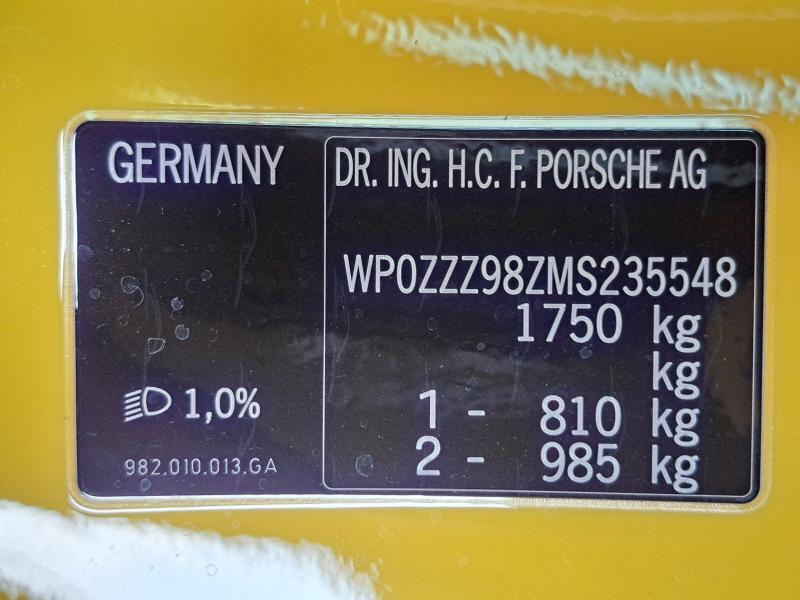 GERMANY
DR. ING. H.C. F. PORSCHE AG
WP0ZZZ98ZMS235548
1750 kg
kg
1 - 810 kg
2 - 985 kg
1,0%
982.010.013.GA